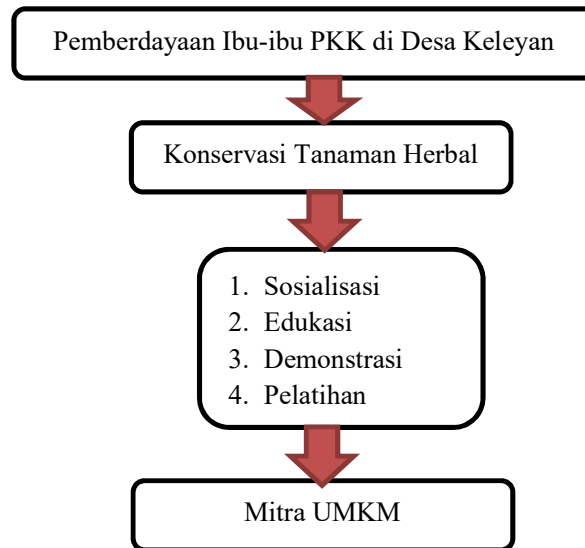 Pemberdayaan Ibu-ibu PKK di Desa Keleyan
Konservasi Tanaman Herbal
1. Sosialisasi
2. Edukasi
3. Demonstrasi
4. Pelatihan
Mitra UMKM